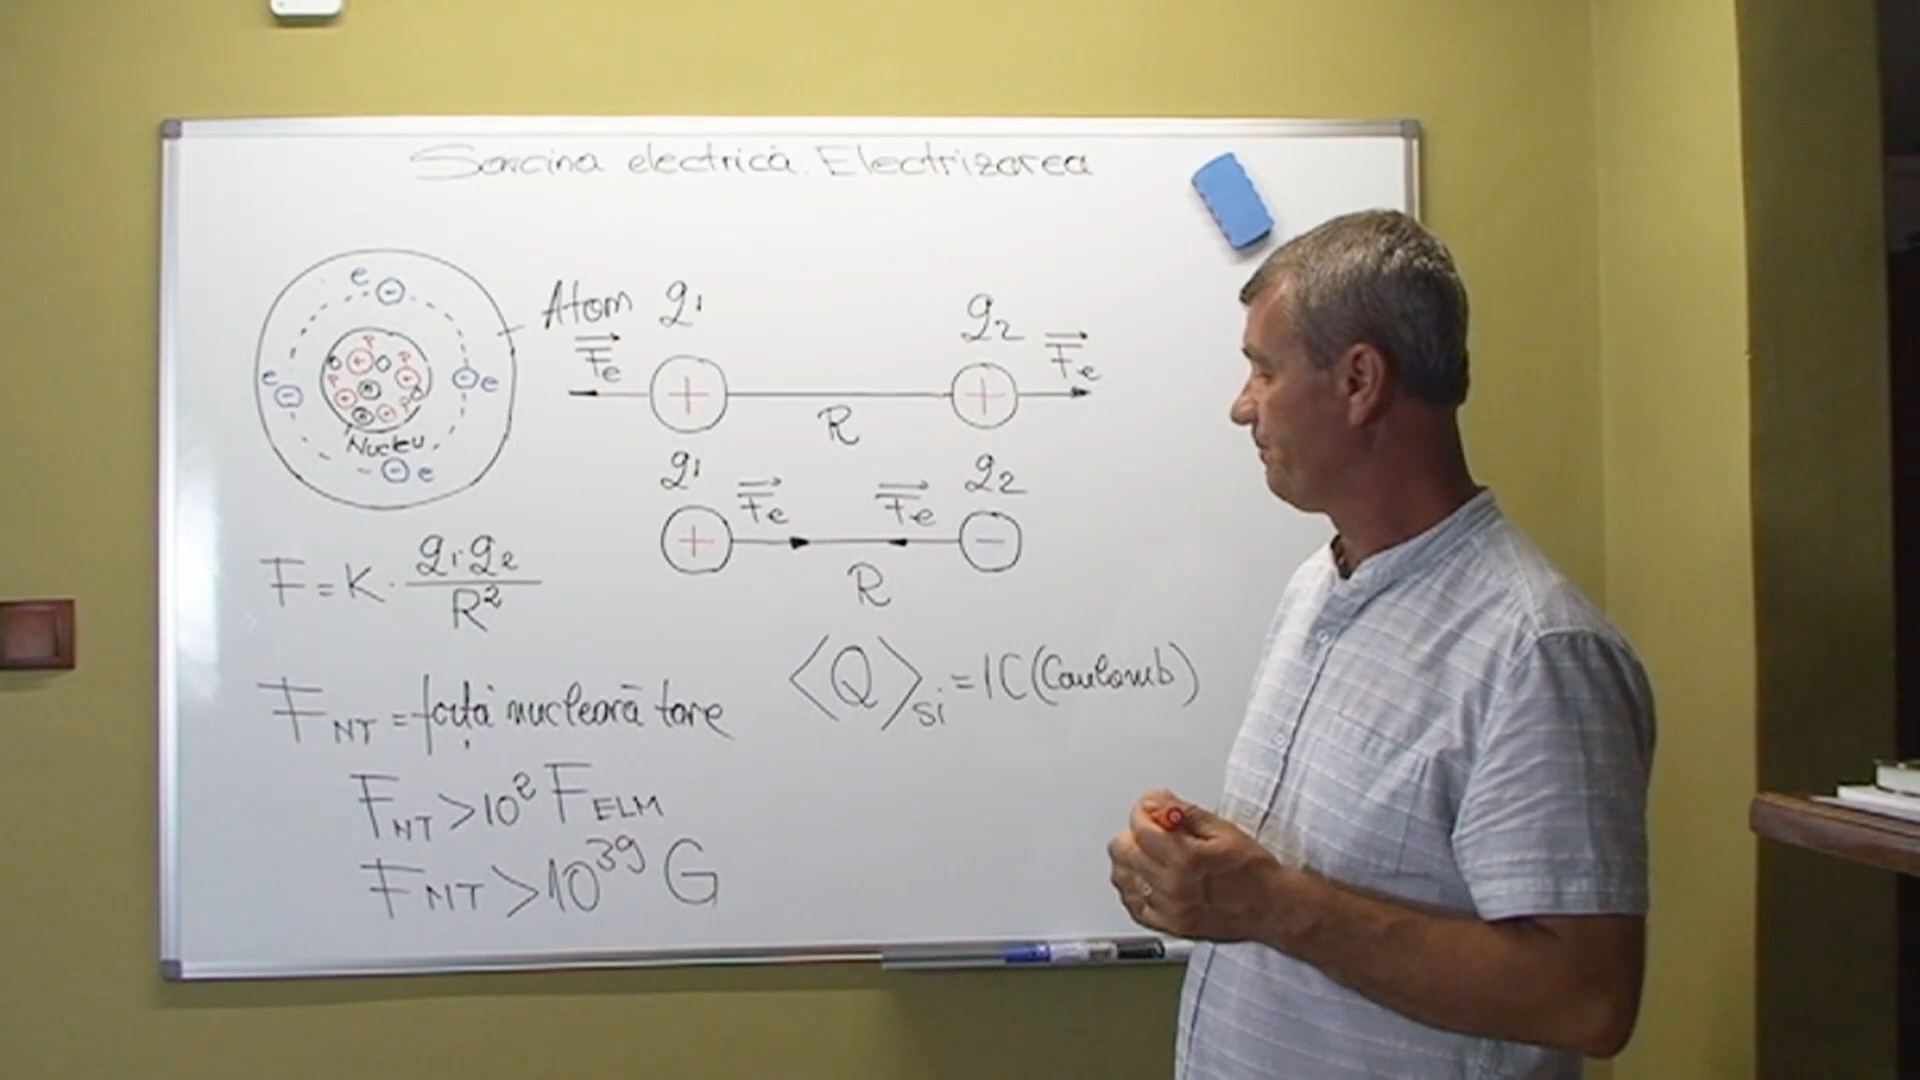 Sarcina electrică. Electrizarea
e
Atom
q1
q2
Fe
Fe
p
p
e
e
p
p
n
n
R
Nucleu
e
q1
q2
Fe
Fe
R
F = K · q1·q2 / R²
⟨Q⟩SI = 1C (Coulomb)
FNT = forța nucleară tare
FNT > 10² FELM
FNT > 10³⁹ G